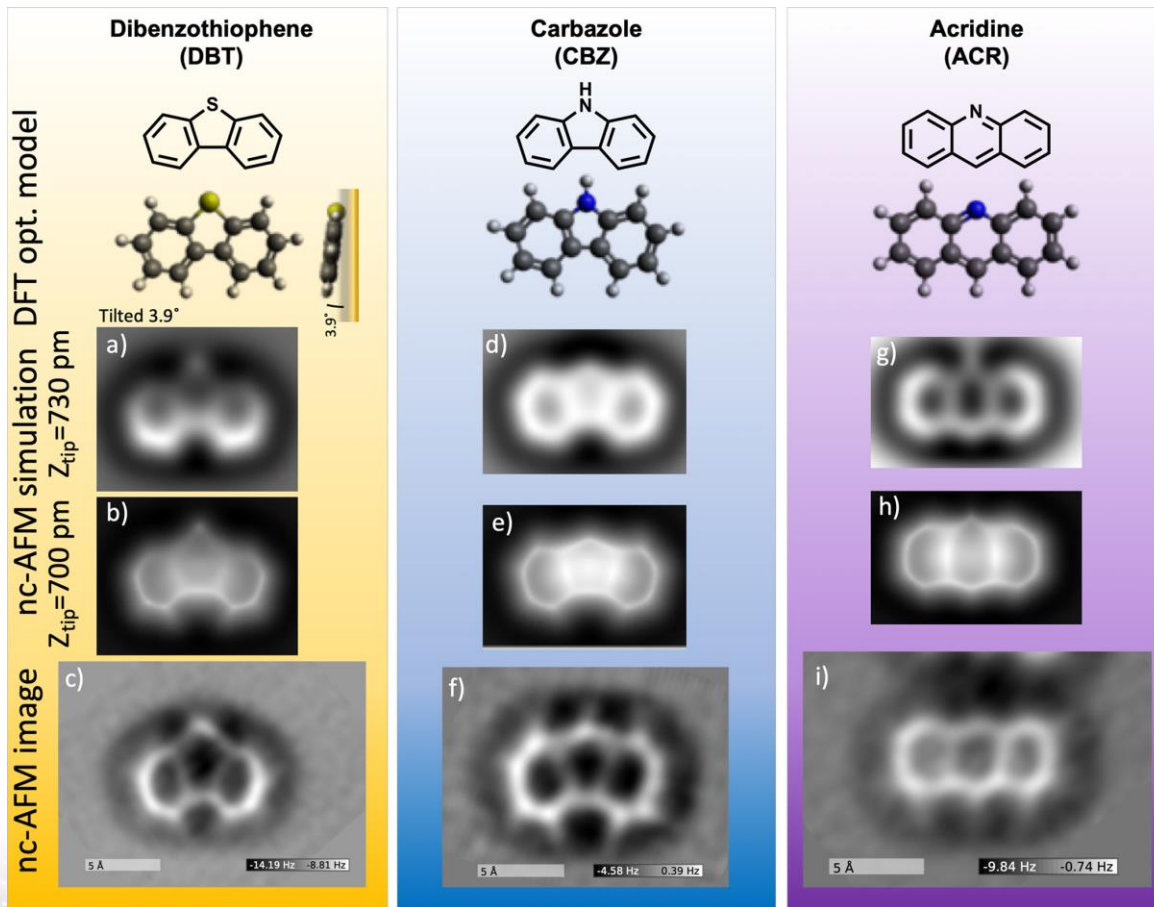 Dibenzothiophene
(DBT)
S
DFT opt. model
Tilted 3.9°
3.9°
nc-AFM simulation
Z_tip=730 pm
a)
Z_tip=700 pm
b)
nc-AFM image
c)
5 Å
-14.19 Hz -8.81 Hz
Carbazole
(CBZ)
H
N
d)
e)
f)
5 Å
-4.58 Hz 0.39 Hz
Acridine
(ACR)
N
g)
h)
i)
5 Å
-9.84 Hz -0.74 Hz